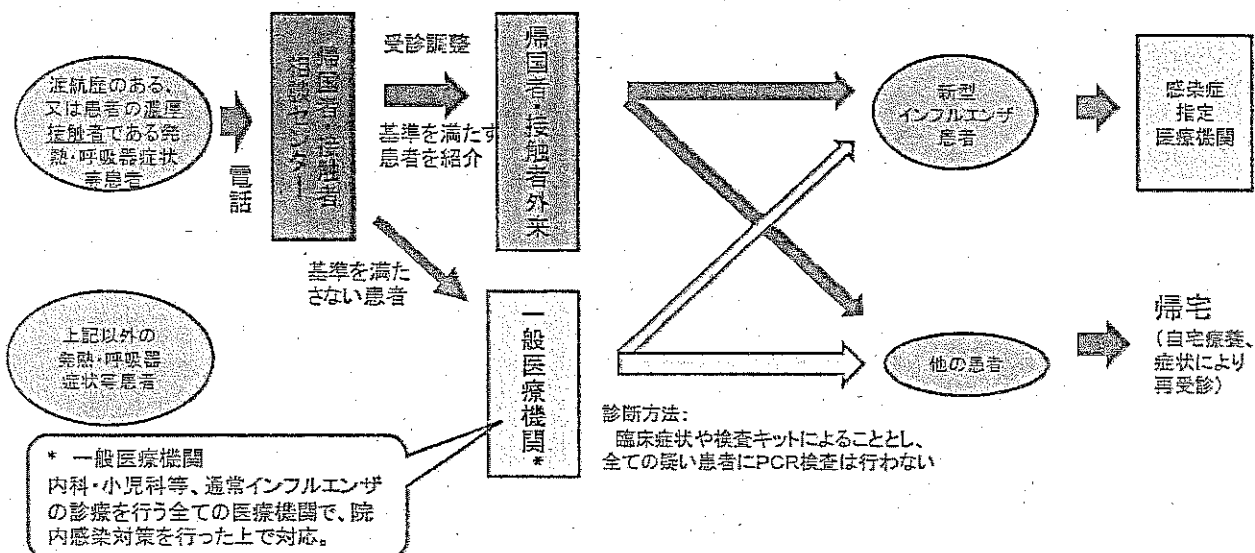 渡航歴のある、
又は患者の濃厚
接触者である発
熱・呼吸器症状
等患者
電話
帰国者・接触者
相談センター
受診調整
基準を満たす
患者を紹介
帰国者・接触者外来
新型
インフルエンザ
患者
感染症
指定
医療機関
基準を満た
さない患者
上記以外の
発熱・呼吸器
症状等患者
一般医療機関*
他の患者
帰宅
(自宅療養、
症状により
再受診)
診断方法:
臨床症状や検査キットによることとし、
全ての疑い患者にPCR検査は行わない
* 一般医療機関
内科・小児科等、通常インフルエンザ
の診療を行う全ての医療機関で、院
内感染対策を行った上で対応。